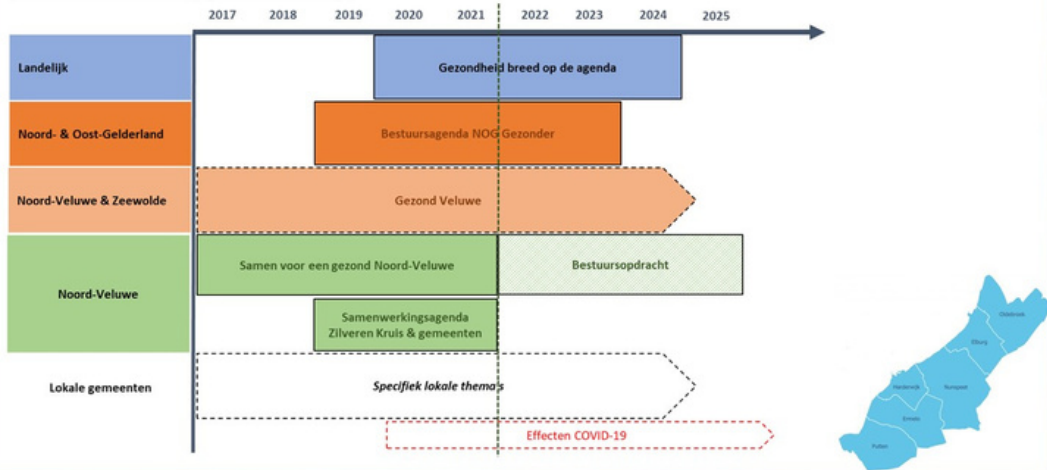 2017 2018 2019 2020 2021 2022 2023 2024 2025
Landelijk
Gezondheid breed op de agenda
Noord- & Oost-Gelderland
Bestuursagenda NOG Gezonder
Noord-Veluwe & Zeewolde
Gezond Veluwe
Noord-Veluwe
Samen voor een gezond Noord-Veluwe
Bestuursopdracht
Samenwerkingsagenda
Zilveren Kruis & gemeenten
Lokale gemeenten
Specifiek lokale thema's
Effecten COVID-19
Oldebroek
Elburg
Harderwijk
Nunspeet
Ermelo
Putten